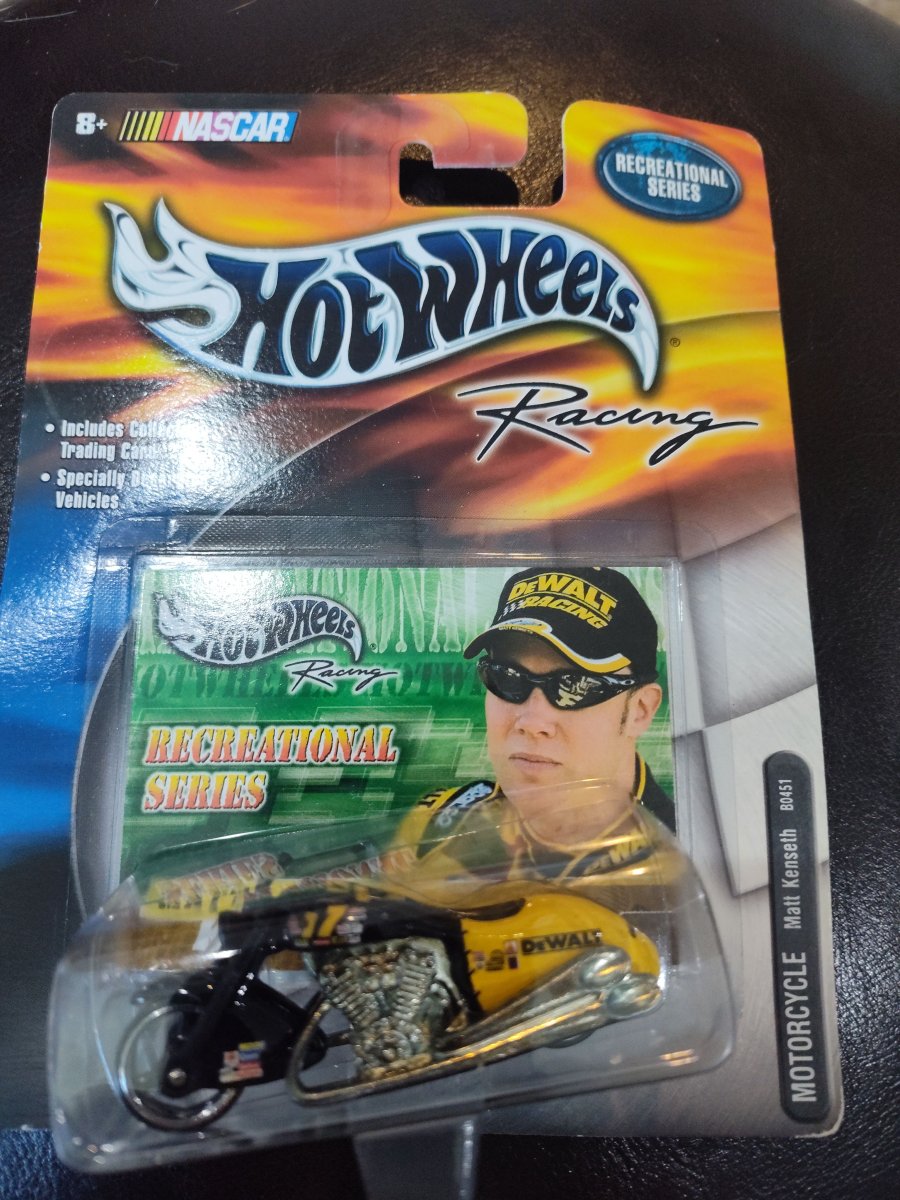 8+ NASCAR
RECREATIONAL
SERIES
HOT WHEELS
®
Racing
• Includes
Trading Card
• Specially
Vehicles
HOT WHEELS
®
Racing
RECREATIONAL
SERIES
DEWALT
RACING
17
DEWALT
MOTORCYCLE Matt Kenseth B0451